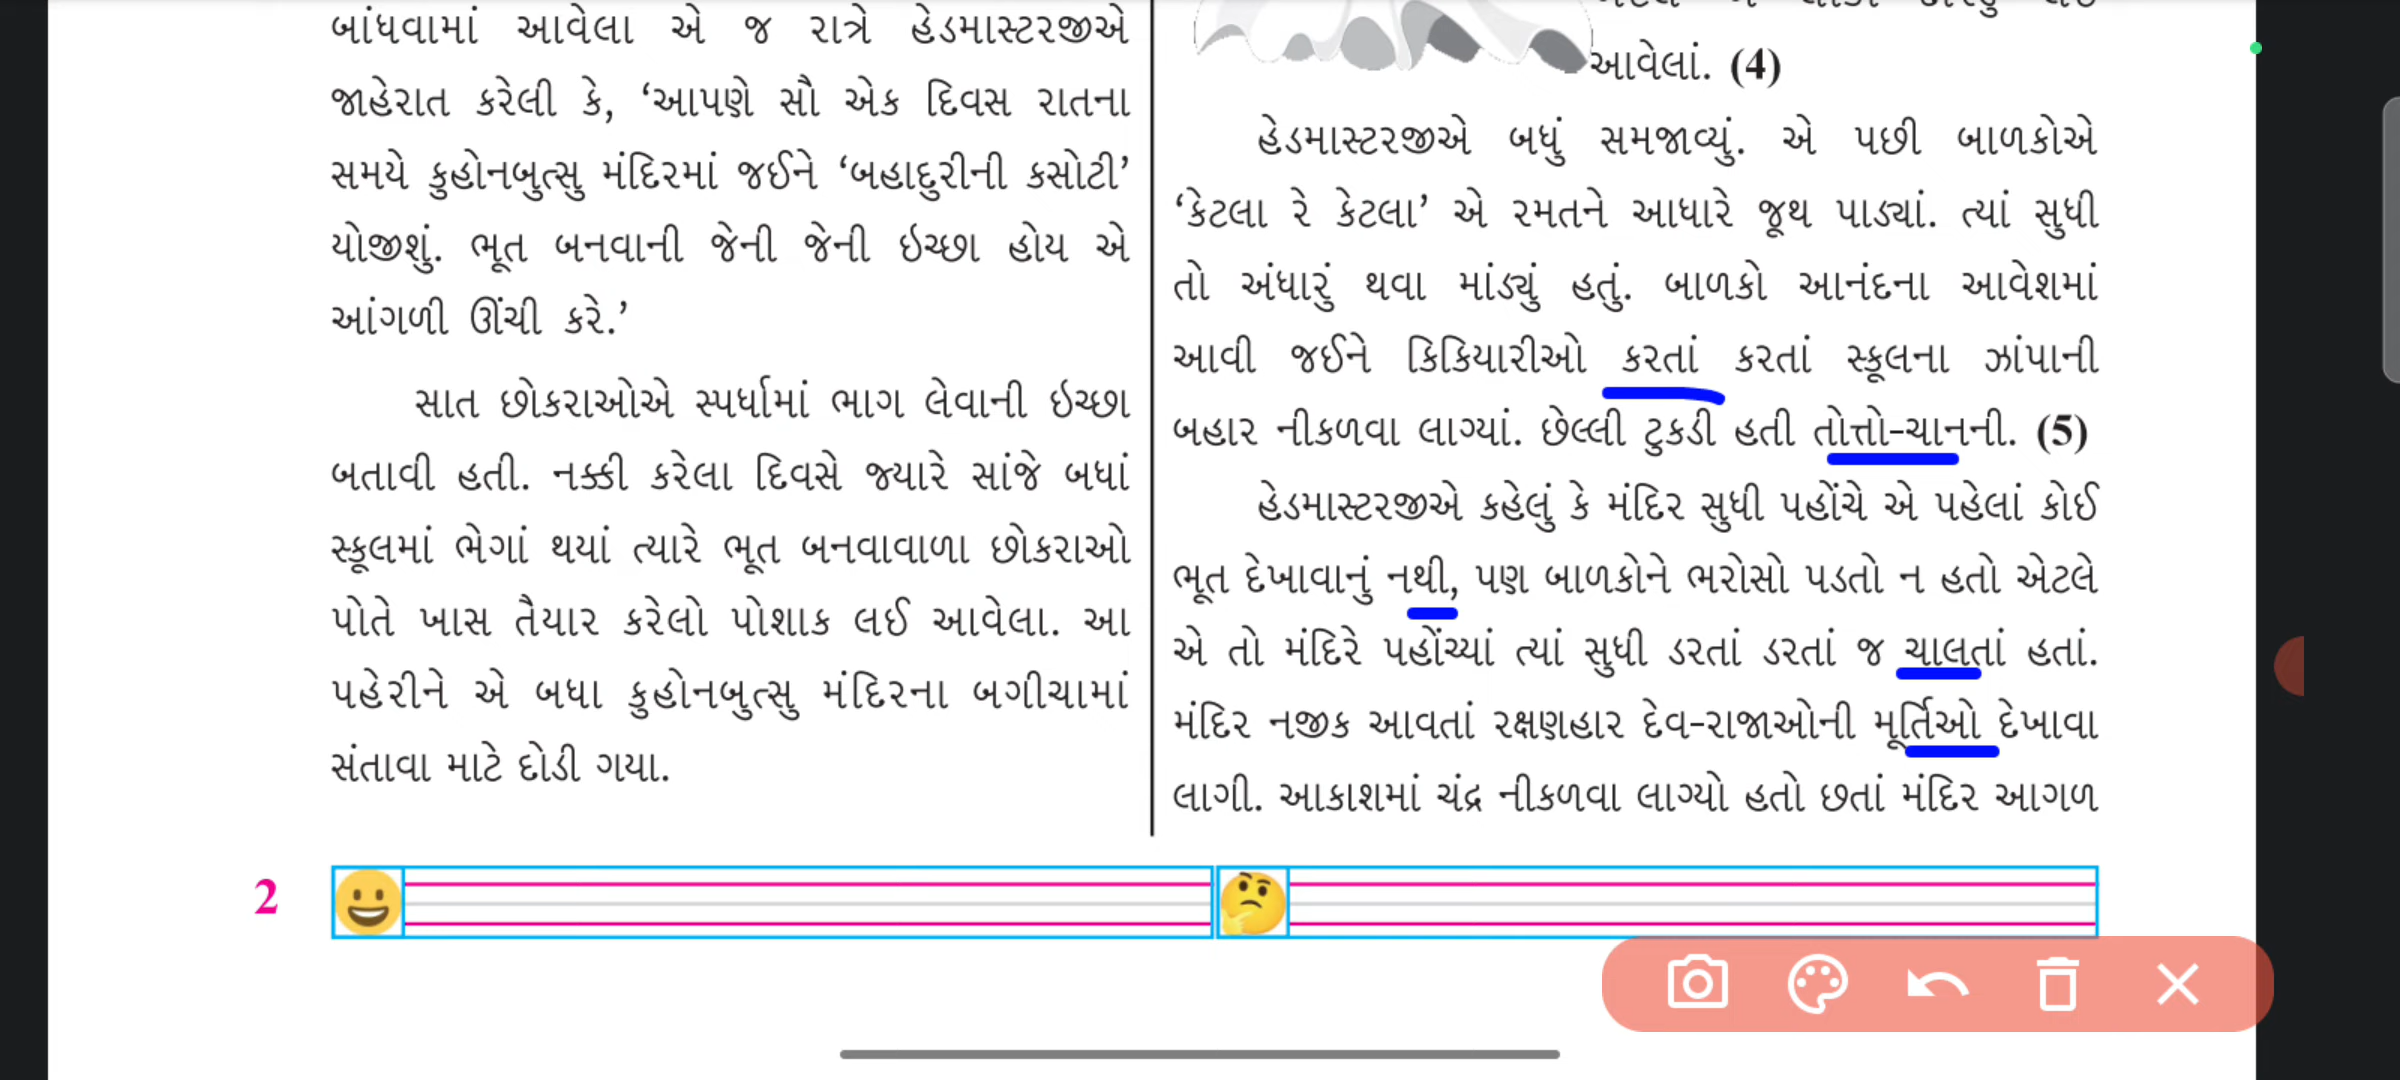 બાંધવામાં આવેલા એ જ રાત્રે હેડમાસ્ટરજીએ
જાહેરાત કરેલી કે, ‘આપણે સૌ એક દિવસ રાતના
સમયે કુહોનબુત્સુ મંદિરમાં જઈને ‘બહાદુરીની કસોટી’
યોજીશું. ભૂત બનવાની જેની જેની ઇચ્છા હોય એ
આંગળી ઊંચી કરે.’
સાત છોકરાઓએ સ્પર્ધામાં ભાગ લેવાની ઇચ્છા
બતાવી હતી. નક્કી કરેલા દિવસે જ્યારે સાંજે બધાં
સ્કૂલમાં ભેગાં થયાં ત્યારે ભૂત બનવાવાળા છોકરાઓ
પોતે ખાસ તૈયાર કરેલો પોશાક લઈ આવેલા. આ
પહેરીને એ બધા કુહોનબુત્સુ મંદિરના બગીચામાં
સંતાવા માટે દોડી ગયા.
આવેલાં. (4)
હેડમાસ્ટરજીએ બધું સમજાવ્યું. એ પછી બાળકોએ
‘કેટલા રે કેટલા’ એ રમતને આધારે જૂથ પાડ્યાં. ત્યાં સુધી
તો અંધારું થવા માંડ્યું હતું. બાળકો આનંદના આવેશમાં
આવી જઈને કિકિયારીઓ કરતાં કરતાં સ્કૂલના ઝાંપાની
બહાર નીકળવા લાગ્યાં. છેલ્લી ટુકડી હતી તોત્તો-ચાનની. (5)
હેડમાસ્ટરજીએ કહેલું કે મંદિર સુધી પહોંચે એ પહેલાં કોઈ
ભૂત દેખાવાનું નથી, પણ બાળકોને ભરોસો પડતો ન હતો એટલે
એ તો મંદિરે પહોંચ્યાં ત્યાં સુધી ડરતાં ડરતાં જ ચાલતાં હતાં.
મંદિર નજીક આવતાં રક્ષણહાર દેવ-રાજાઓની મૂર્તિઓ દેખાવા
લાગી. આકાશમાં ચંદ્ર નીકળવા લાગ્યો હતો છતાં મંદિર આગળ
2